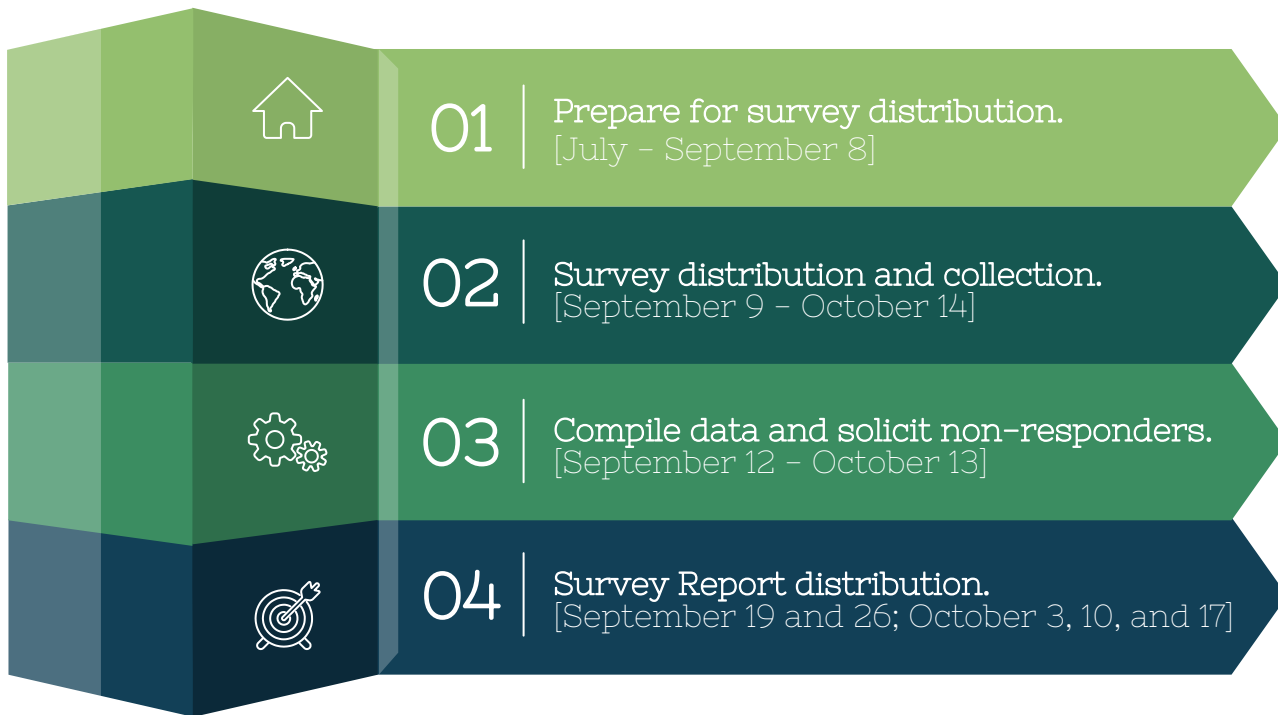 01
Prepare for survey distribution.
[July - September 8]
02
Survey distribution and collection.
[September 9 - October 14]
03
Compile data and solicit non-responders.
[September 12 - October 13]
04
Survey Report distribution.
[September 19 and 26; October 3, 10, and 17]